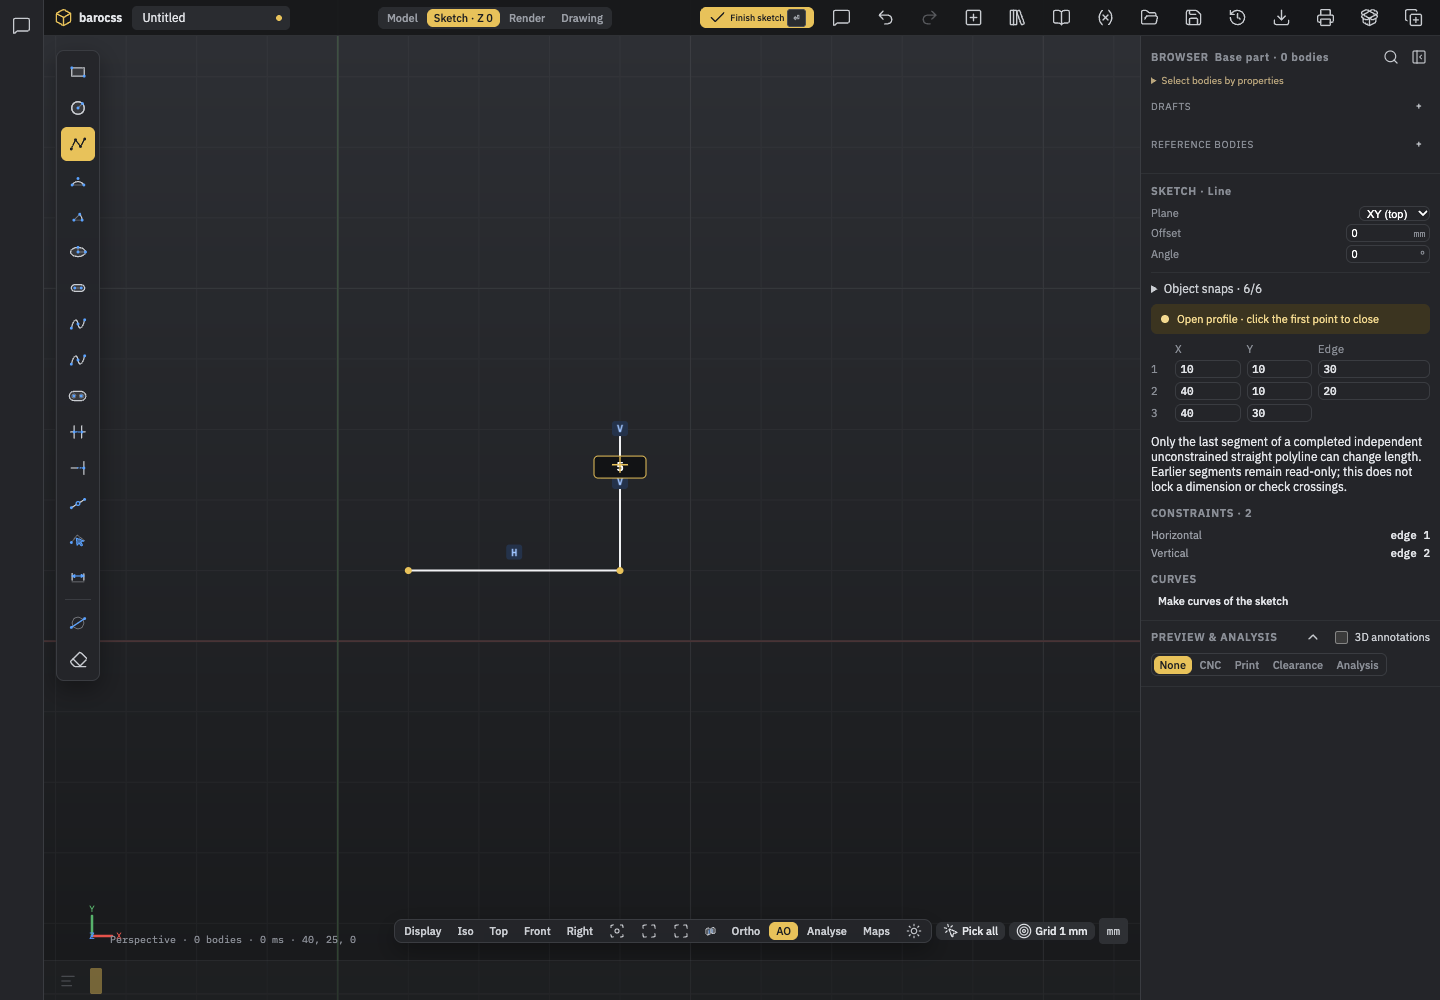 barocss
Untitled
Model
Sketch · Z 0
Render
Drawing
Finish sketch
BROWSER Base part · 0 bodies
Select bodies by properties
DRAFTS +
REFERENCE BODIES +
SKETCH · Line
Plane XY (top)
Offset 0 mm
Angle 0 °
Object snaps · 6/6
Open profile · click the first point to close
X Y Edge
1 10 10 30
2 40 10 20
3 40 30
Only the last segment of a completed independent
unconstrained straight polyline can change length.
Earlier segments remain read-only; this does not
lock a dimension or check crossings.
CONSTRAINTS · 2
Horizontal edge 1
Vertical edge 2
CURVES
Make curves of the sketch
PREVIEW & ANALYSIS
3D annotations
None CNC Print Clearance Analysis
V
5
V
H
Y
X
Z
Perspective · 0 bodies · 0 ms · 40, 25, 0
Display Iso Top Front Right Ortho AO Analyse Maps
Pick all
Grid 1 mm
mm